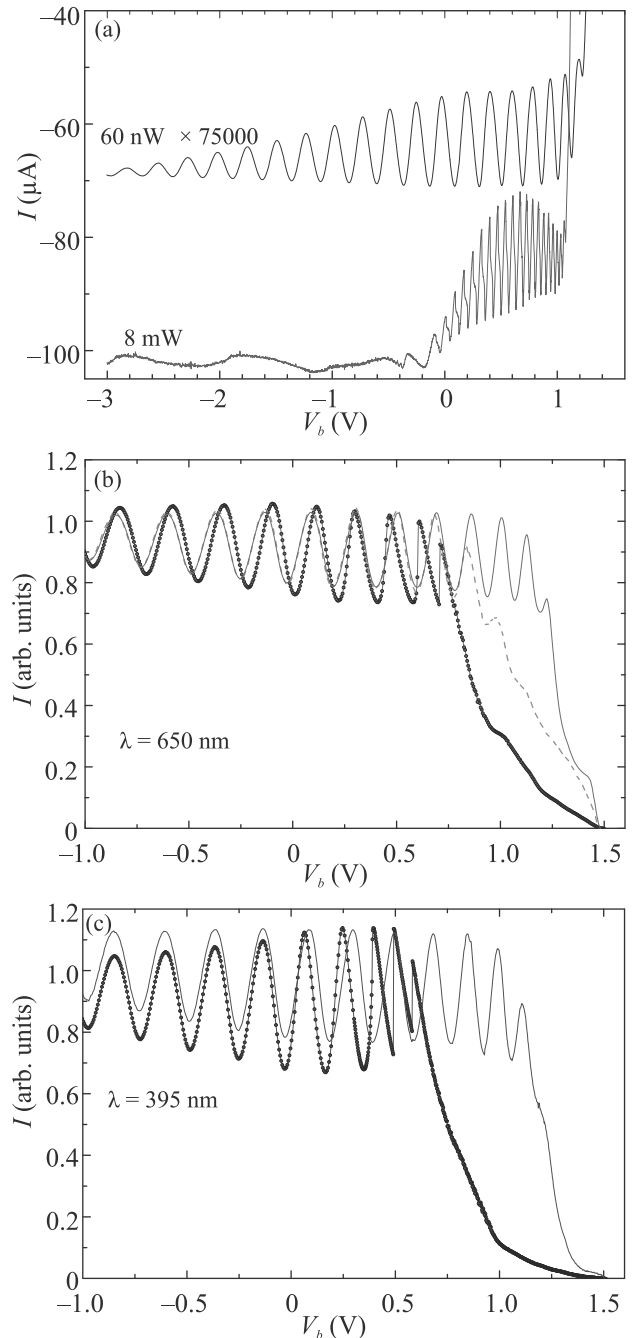 (a)
−40
−60
−80
−100
I (μA)
60 nW × 75000
8 mW
−3 −2 −1 0 1
V_b (V)
(b)
1.2
1.0
0.8
0.6
0.4
0.2
0
I (arb. units)
λ = 650 nm
−1.0 −0.5 0 0.5 1.0 1.5
V_b (V)
(c)
1.2
1.0
0.8
0.6
0.4
0.2
0
I (arb. units)
λ = 395 nm
−1.0 −0.5 0 0.5 1.0 1.5
V_b (V)